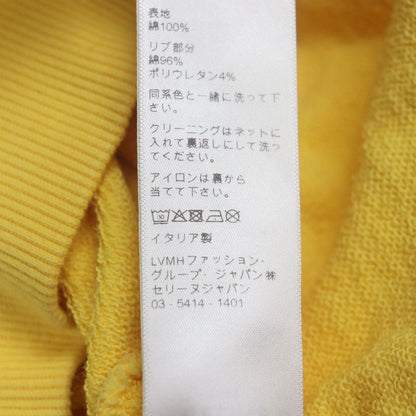 表地
綿100%
リブ部分
綿96%
ポリウレタン4%
同系色と一緒に洗って下
さい。
クリーニングはネットに
入れて裏返しにして洗っ
てください。
アイロンは裏から
当てて下さい。
イタリア製
LVMHファッション・
グループ・ジャパン㈱
セリーヌジャパン
03-5414-1401